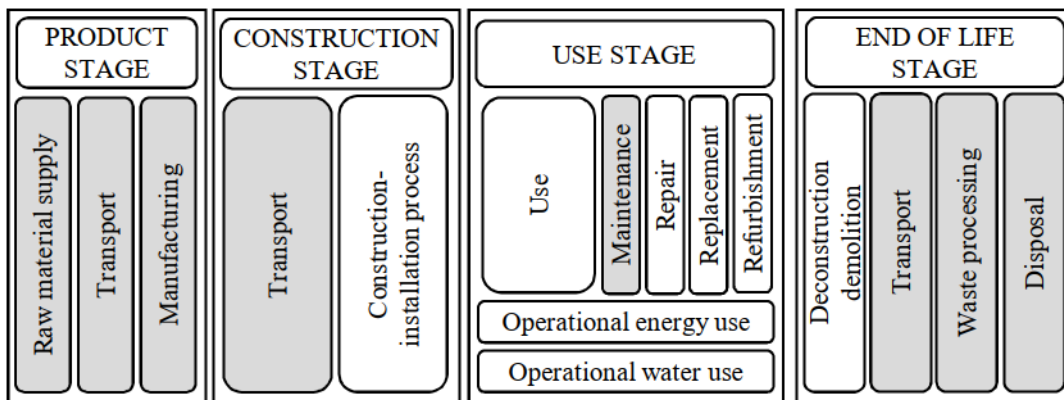 PRODUCT
STAGE
Raw material supply
Transport
Manufacturing
CONSTRUCTION
STAGE
Transport
Construction-
installation process
USE STAGE
Use
Maintenance
Repair
Replacement
Refurbishment
Operational energy use
Operational water use
END OF LIFE
STAGE
Deconstruction
demolition
Transport
Waste processing
Disposal